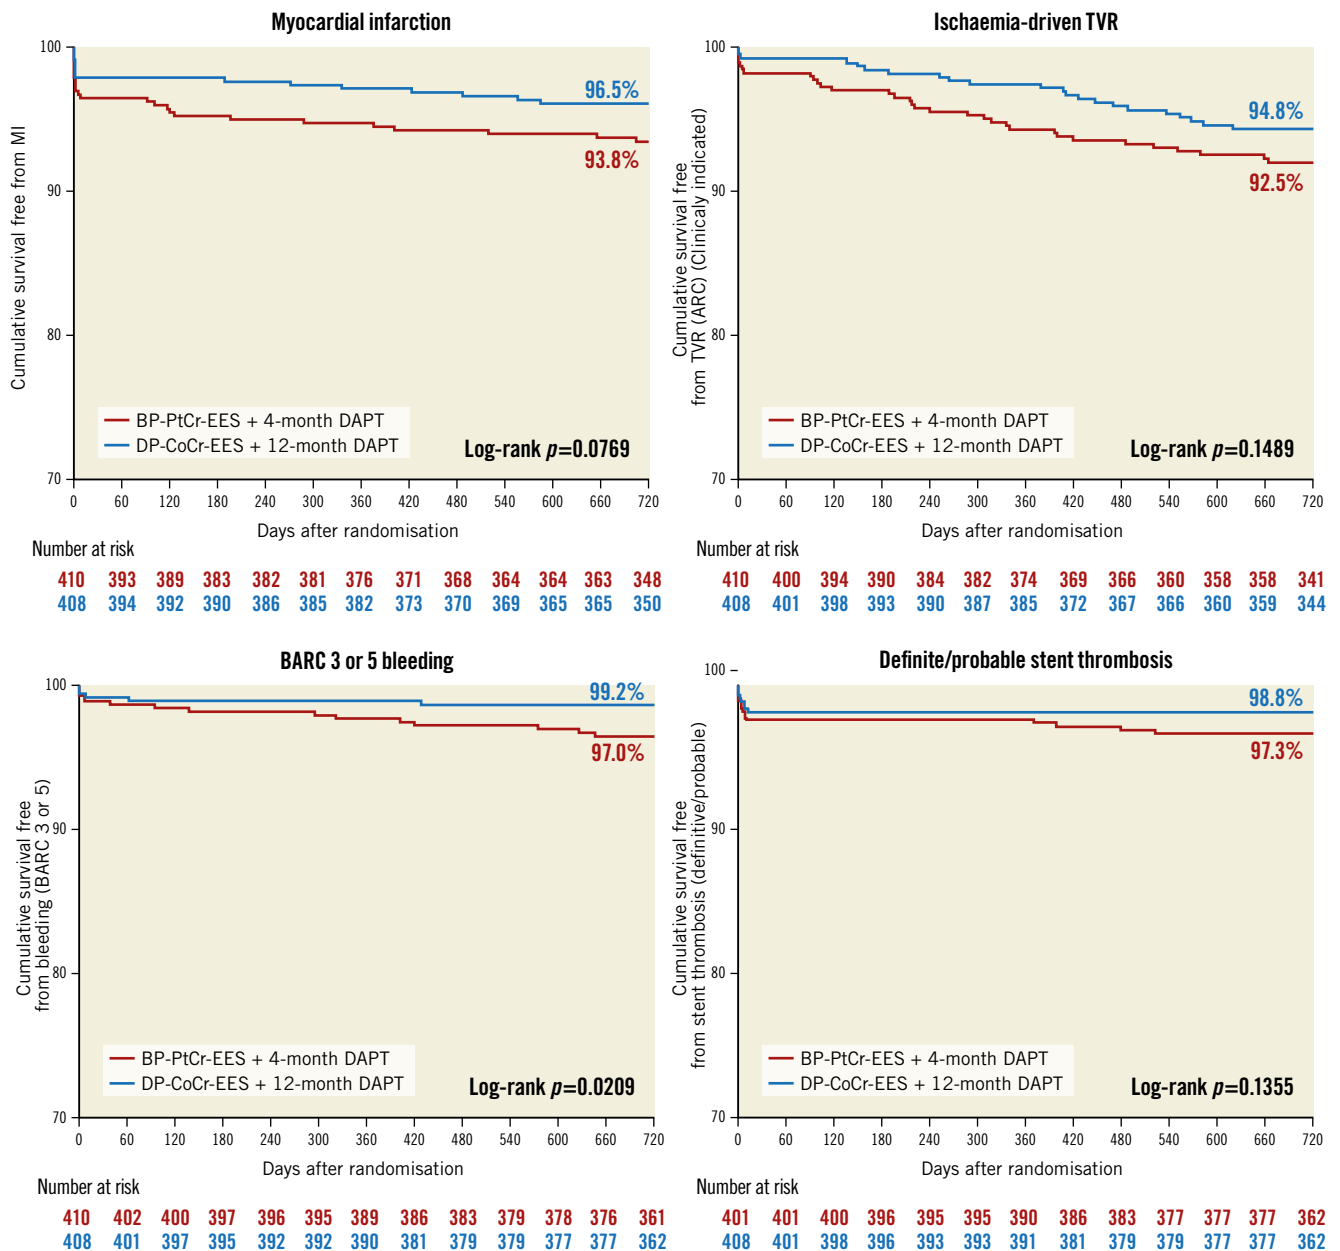 Myocardial infarction
100
90
80
70
Cumulative survival free from MI
96.5%
93.8%
BP-PtCr-EES + 4-month DAPT
DP-CoCr-EES + 12-month DAPT
Log-rank p=0.0769
0 60 120 180 240 300 360 420 480 540 600 660 720
Days after randomisation
Number at risk
410 393 389 383 382 381 376 371 368 364 364 363 348
408 394 392 390 386 385 382 373 370 369 365 365 350
Ischaemia-driven TVR
100
90
80
70
Cumulative survival free
from TVR (ARC) (Clinicaly indicated)
94.8%
92.5%
BP-PtCr-EES + 4-month DAPT
DP-CoCr-EES + 12-month DAPT
Log-rank p=0.1489
0 60 120 180 240 300 360 420 480 540 600 660 720
Days after randomisation
Number at risk
410 400 394 390 384 382 374 369 366 360 358 358 341
408 401 398 393 390 387 385 372 367 366 360 359 344
BARC 3 or 5 bleeding
100
90
80
70
Cumulative survival free
from bleeding (BARC 3 or 5)
99.2%
97.0%
BP-PtCr-EES + 4-month DAPT
DP-CoCr-EES + 12-month DAPT
Log-rank p=0.0209
0 60 120 180 240 300 360 420 480 540 600 660 720
Days after randomisation
Number at risk
410 402 400 397 396 395 389 386 383 379 378 376 361
408 401 397 395 392 392 390 381 379 379 377 377 362
Definite/probable stent thrombosis
100
90
80
70
Cumulative survival free
from stent thrombosis (definitive/probable)
98.8%
97.3%
BP-PtCr-EES + 4-month DAPT
DP-CoCr-EES + 12-month DAPT
Log-rank p=0.1355
0 60 120 180 240 300 360 420 480 540 600 660 720
Days after randomisation
Number at risk
401 401 400 396 395 395 390 386 383 377 377 377 362
408 401 398 396 393 393 391 381 379 379 377 377 362